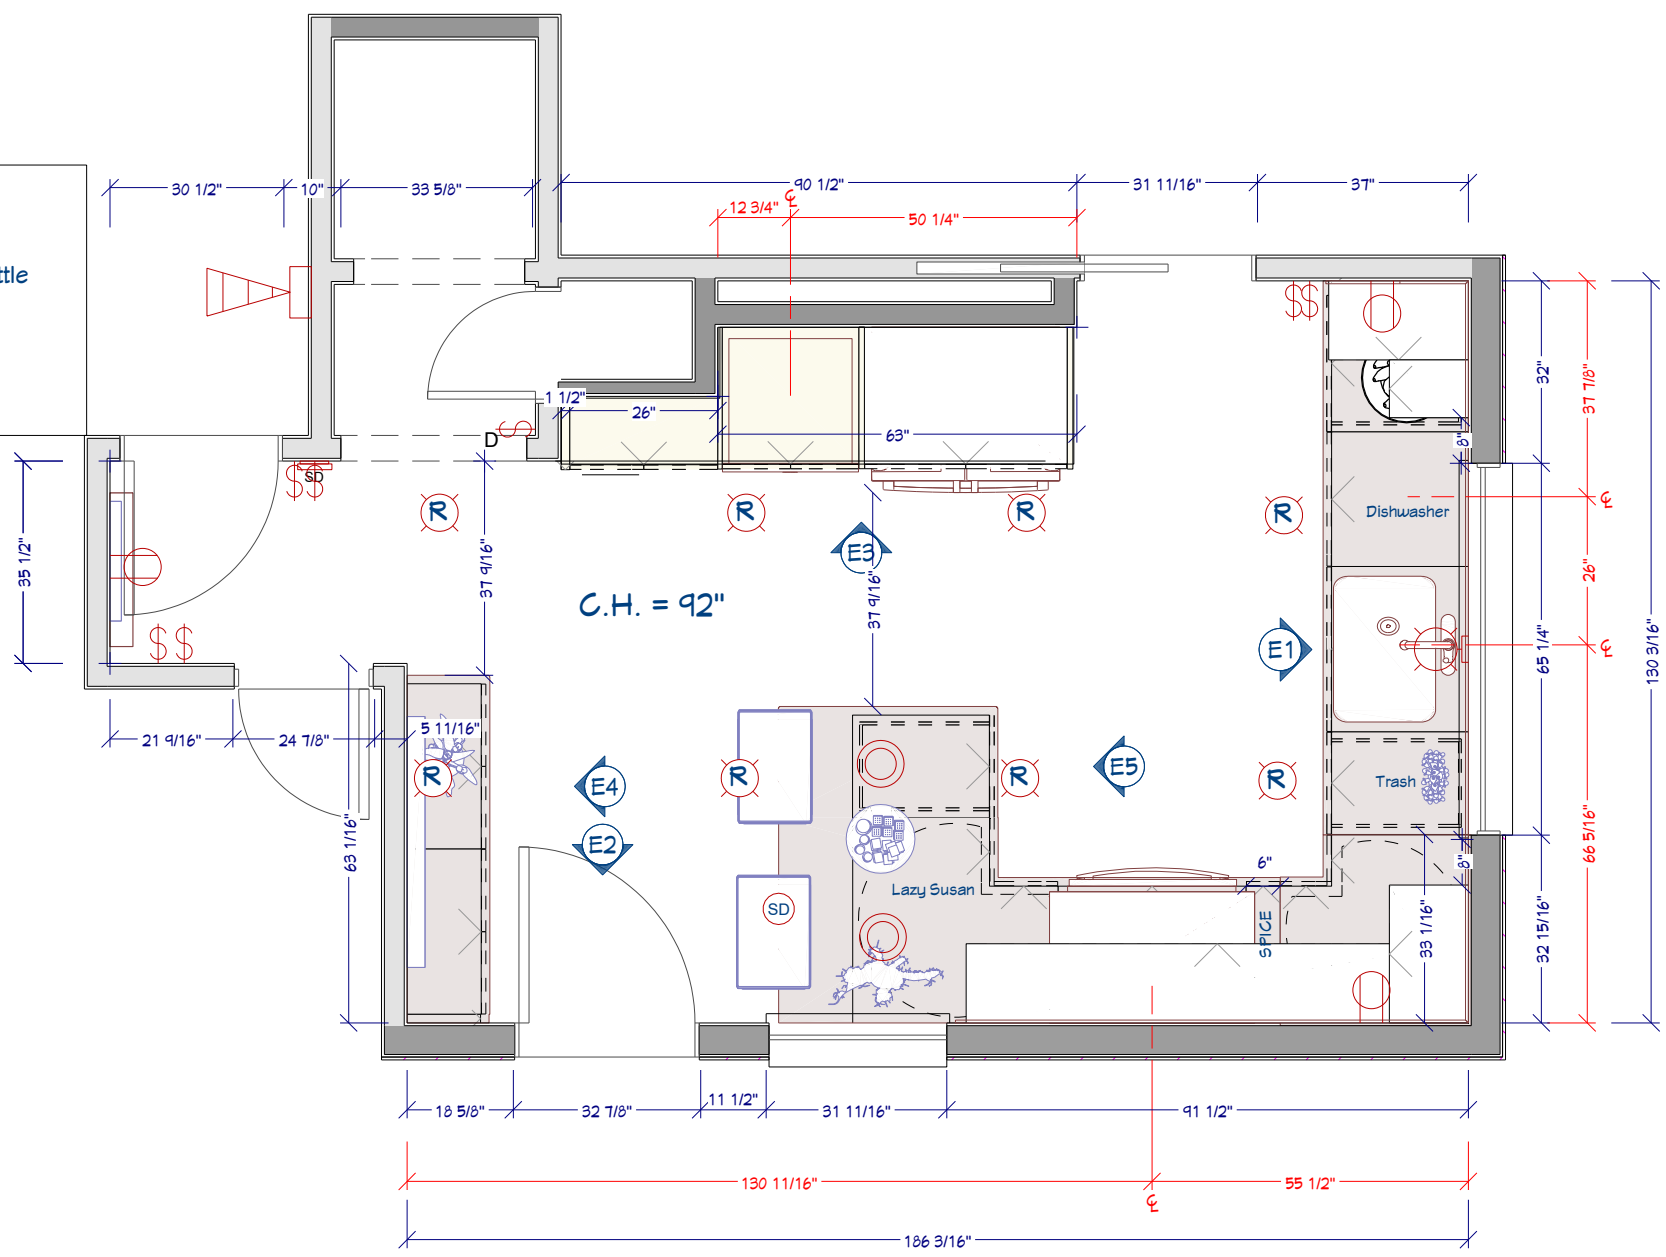 30 1/2"
10"
33 5/8"
90 1/2"
31 11/16"
37"
12 3/4"
℄
50 1/4"
ttle
$$
32"
37 7/8"
1 1/2"
26"
63"
D
8"
SD
$$
R
R
R
R
Dishwasher
℄
35 1/2"
37 9/16"
E3
37 9/16"
26"
C.H. = 92"
$$
E1
65 1/4"
℄
130 3/16"
21 9/16"
24 7/8"
5 11/16"
R
R
R
R
E4
E5
Trash
63 1/16"
E2
66 5/16"
6"
8"
Lazy Susan
SD
SPICE
33 1/16"
32 15/16"
18 5/8"
32 7/8"
11 1/2"
31 11/16"
91 1/2"
130 11/16"
55 1/2"
℄
186 3/16"